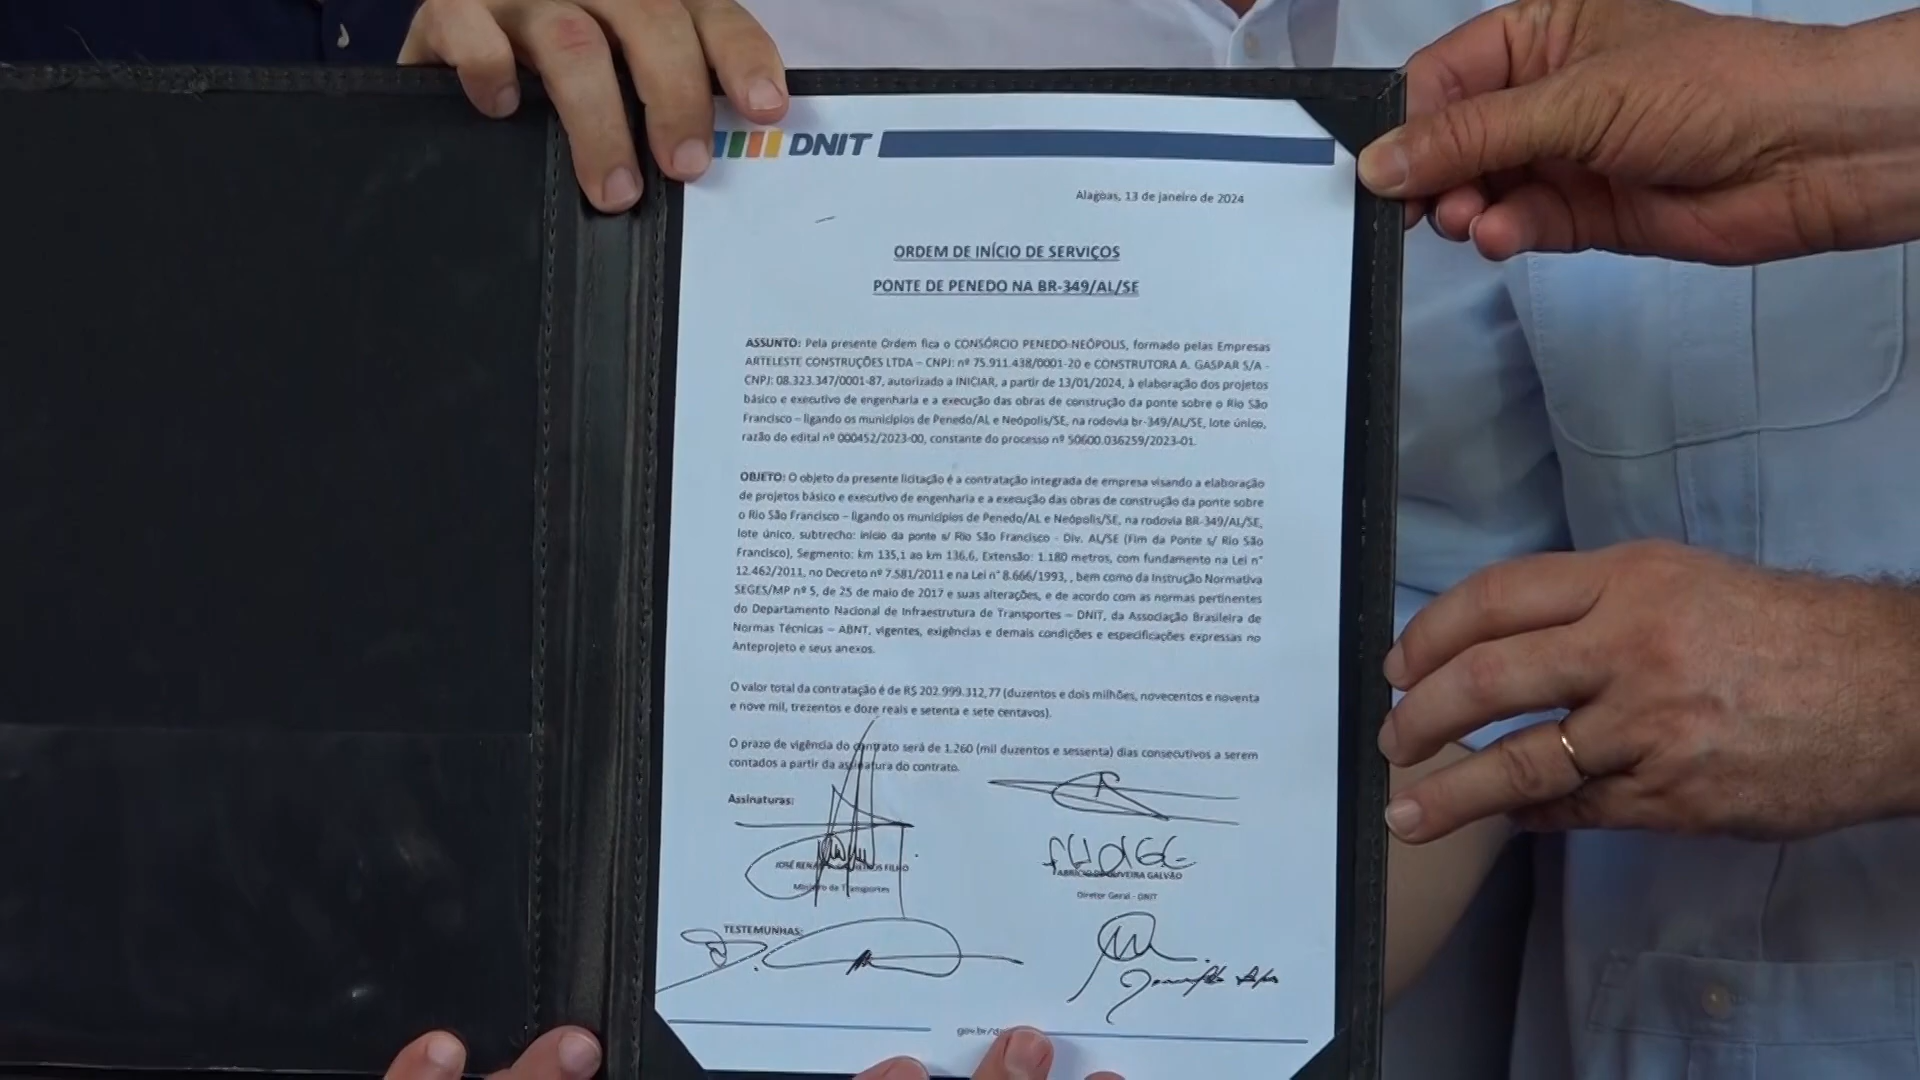 DNIT
Alagoas, 13 de janeiro de 2024
ORDEM DE INÍCIO DE SERVIÇOS
PONTE DE PENEDO NA BR-349/AL/SE
ASSUNTO: Pela presente Ordem fica o CONSÓRCIO PENEDO-NEÓPOLIS, formado pelas Empresas
ARTELESTE CONSTRUÇÕES LTDA – CNPJ: nº 75.911.438/0001-20 e CONSTRUTORA A. GASPAR S/A -
CNPJ: 08.323.347/0001-87, autorizado a INICIAR, a partir de 13/01/2024, à elaboração dos projetos
básico e executivo de engenharia e a execução das obras de construção da ponte sobre o Rio São
Francisco – ligando os municípios de Penedo/AL e Neópolis/SE, na rodovia br-349/AL/SE, lote único,
razão do edital nº 000452/2023-00, constante do processo nº 50600.036259/2023-01.
OBJETO: O objeto da presente licitação é a contratação integrada de empresa visando a elaboração
de projetos básico e executivo de engenharia e a execução das obras de construção da ponte sobre
o Rio São Francisco – ligando os municípios de Penedo/AL e Neópolis/SE, na rodovia BR-349/AL/SE,
lote único, subtrecho: Início da ponte s/ Rio São Francisco - Div. AL/SE (Fim da Ponte s/ Rio São
Francisco), Segmento: km 135,1 ao km 136,6, Extensão: 1.180 metros, com fundamento na Lei n°
12.462/2011, no Decreto nº 7.581/2011 e na Lei n° 8.666/1993, , bem como da Instrução Normativa
SEGES/MP nº 5, de 25 de maio de 2017 e suas alterações, e de acordo com as normas pertinentes
do Departamento Nacional de Infraestrutura de Transportes – DNIT, da Associação Brasileira de
Normas Técnicas – ABNT, vigentes, exigências e demais condições e especificações expressas no
Anteprojeto e seus anexos.
O valor total da contratação é de R$ 202.999.312,77 (duzentos e dois milhões, novecentos e noventa
e nove mil, trezentos e doze reais e setenta e sete centavos).
O prazo de vigência do contrato será de 1.260 (mil duzentos e sessenta) dias consecutivos a serem
contados a partir da assinatura do contrato.
Assinaturas:
JOSÉ FILHO
Ministro de Transportes
OLIVEIRA GALVÃO
Diretor Geral - DNIT
TESTEMUNHAS:
gov.br/